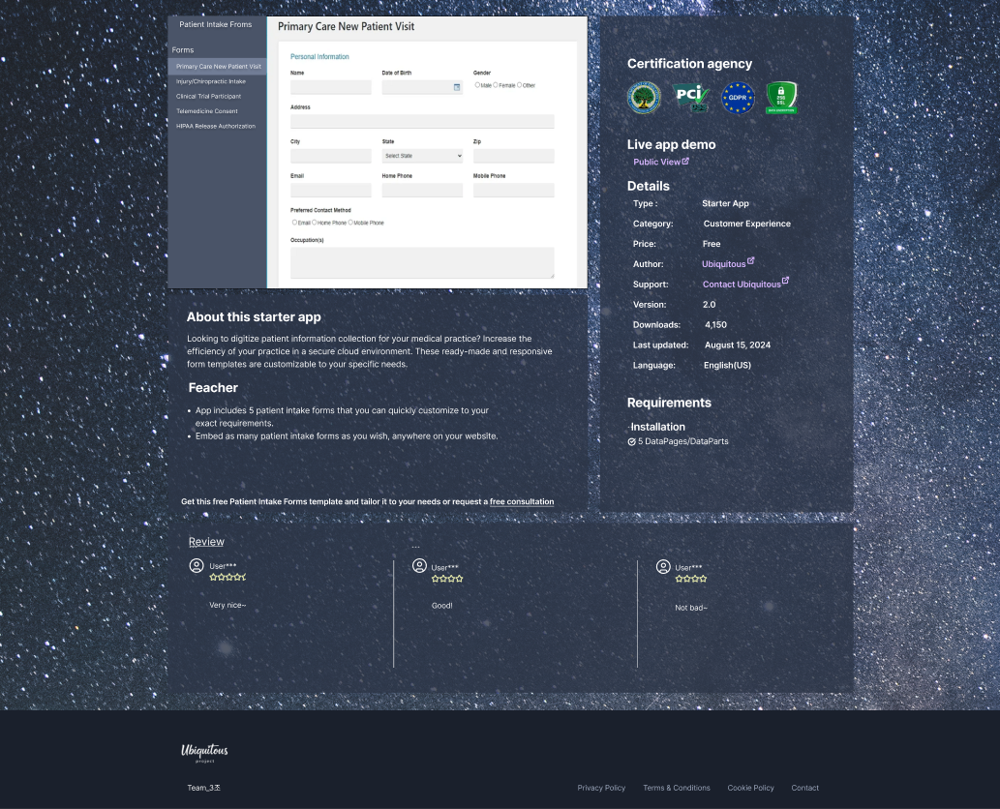 Patient Intake Froms
Forms
Primary Care New Patient Visit
Injury/Chiropractic Intake
Clinical Trial Participant
Telemedicine Consent
HIPAA Release Authorization
Primary Care New Patient Visit
Personal Information
Name Date of Birth Gender
Male Female Other
Address
City State Zip
Select State
Email Home Phone Mobile Phone
Preferred Contact Method
Email Home Phone Mobile Phone
Occupation(s)
About this starter app
Looking to digitize patient information collection for your medical practice? Increase the
efficiency of your practice in a secure cloud environment. These ready-made and responsive
form templates are customizable to your specific needs.
Feacher
• App includes 5 patient intake forms that you can quickly customize to your
exact requirements.
• Embed as many patient intake forms as you wish, anywhere on your website.
Get this free Patient Intake Forms template and tailor it to your needs or request a free consultation
Certification agency
PCi GDPR 256 SSL
Live app demo
Public View
Details
Type : Starter App
Category: Customer Experience
Price: Free
Author: Ubiquitous
Support: Contact Ubiquitous
Version: 2.0
Downloads: 4,150
Last updated: August 15, 2024
Language: English(US)
Requirements
Installation
5 DataPages/DataParts
Review ...
User*** User*** User***
Very nice~ Good! Not bad~
Ubiquitous
project
Team_3조
Privacy Policy Terms & Conditions Cookie Policy Contact